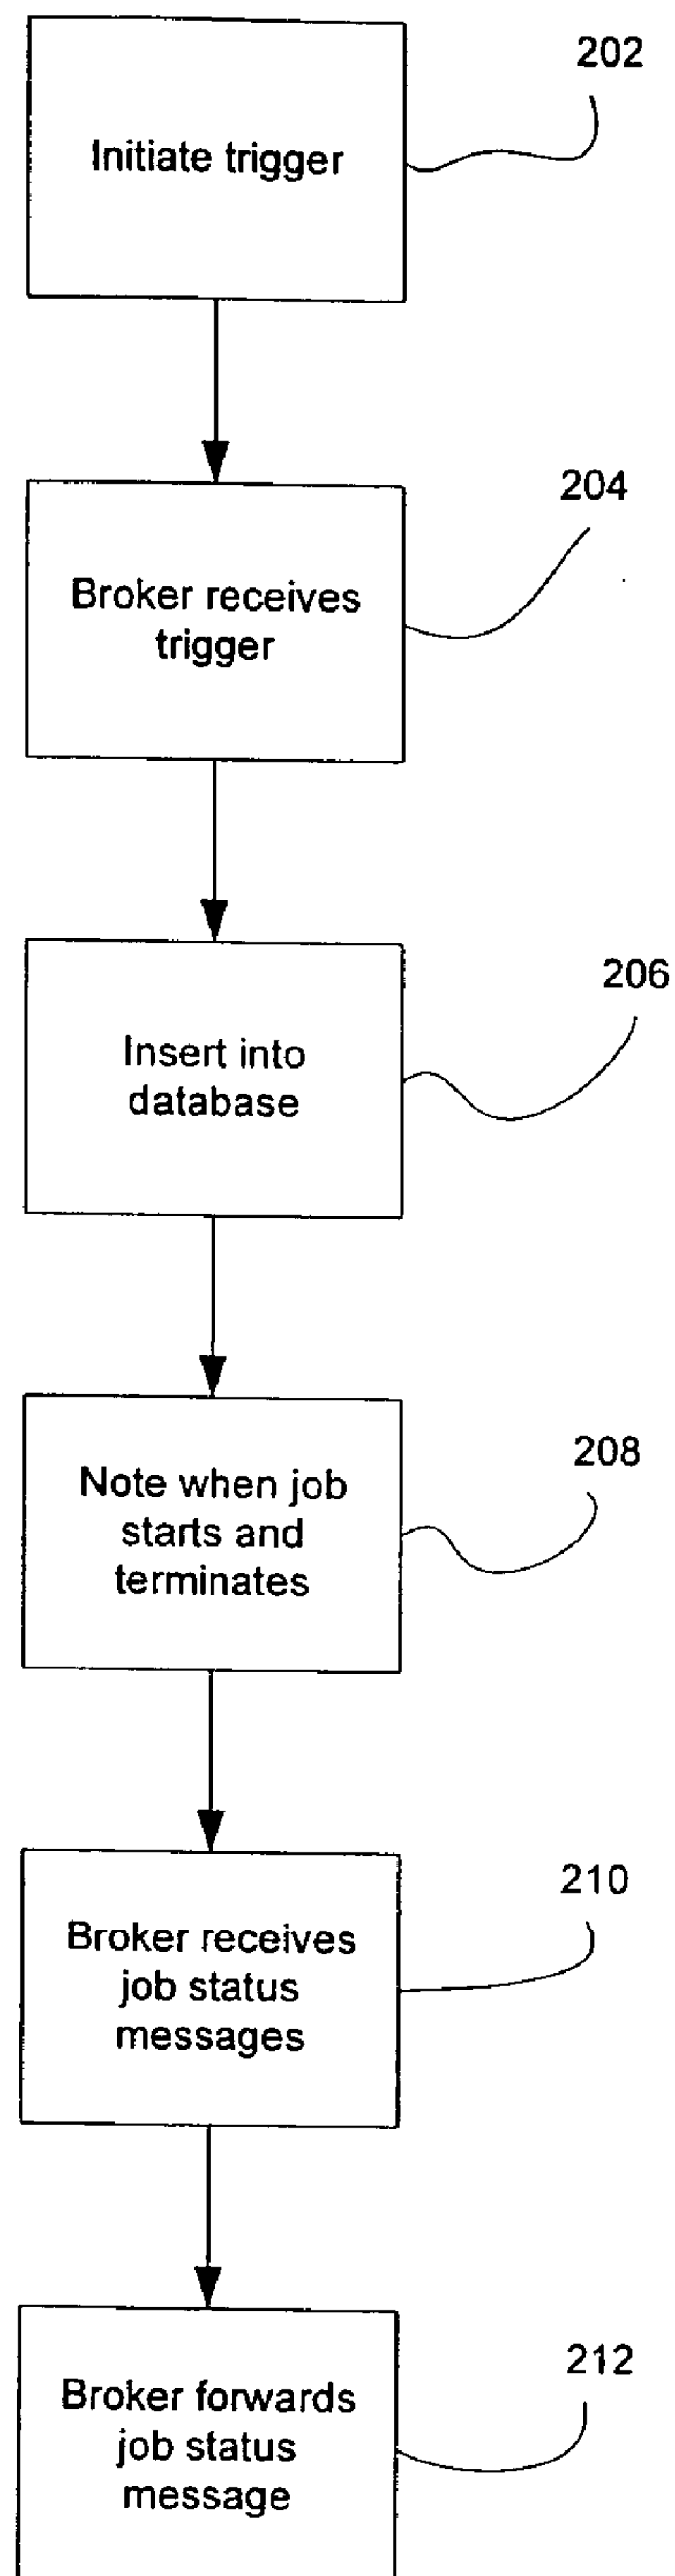 202
Initiate trigger
204
Broker receives
trigger
206
Insert into
database
208
Note when job
starts and
terminates
210
Broker receives
job status
messages
212
Broker forwards
job status
message